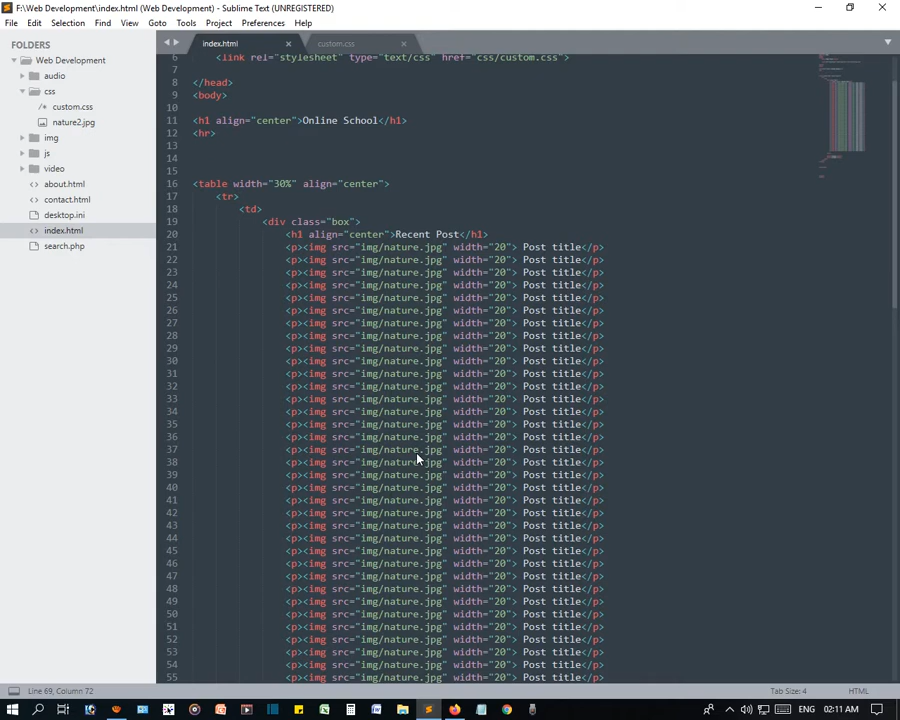 F:\Web Development\index.html (Web Development) - Sublime Text (UNREGISTERED)
File Edit Selection Find View Goto Tools Project Preferences Help
FOLDERS
Web Development
audio
css
custom.css
nature2.jpg
img
js
video
about.html
contact.html
desktop.ini
index.html
search.php
index.html custom.css
6 <link rel="stylesheet" type="text/css" href="css/custom.css">
7
8 </head>
9 <body>
10
11 <h1 align="center">Online School</h1>
12 <hr>
13
14
15
16 <table width="30%" align="center">
17 <tr>
18 <td>
19 <div class="box">
20 <h1 align="center">Recent Post</h1>
21 <p><img src="img/nature.jpg" width="20"> Post title</p>
22 <p><img src="img/nature.jpg" width="20"> Post title</p>
23 <p><img src="img/nature.jpg" width="20"> Post title</p>
24 <p><img src="img/nature.jpg" width="20"> Post title</p>
25 <p><img src="img/nature.jpg" width="20"> Post title</p>
26 <p><img src="img/nature.jpg" width="20"> Post title</p>
27 <p><img src="img/nature.jpg" width="20"> Post title</p>
28 <p><img src="img/nature.jpg" width="20"> Post title</p>
29 <p><img src="img/nature.jpg" width="20"> Post title</p>
30 <p><img src="img/nature.jpg" width="20"> Post title</p>
31 <p><img src="img/nature.jpg" width="20"> Post title</p>
32 <p><img src="img/nature.jpg" width="20"> Post title</p>
33 <p><img src="img/nature.jpg" width="20"> Post title</p>
34 <p><img src="img/nature.jpg" width="20"> Post title</p>
35 <p><img src="img/nature.jpg" width="20"> Post title</p>
36 <p><img src="img/nature.jpg" width="20"> Post title</p>
37 <p><img src="img/nature.jpg" width="20"> Post title</p>
38 <p><img src="img/nature.jpg" width="20"> Post title</p>
39 <p><img src="img/nature.jpg" width="20"> Post title</p>
40 <p><img src="img/nature.jpg" width="20"> Post title</p>
41 <p><img src="img/nature.jpg" width="20"> Post title</p>
42 <p><img src="img/nature.jpg" width="20"> Post title</p>
43 <p><img src="img/nature.jpg" width="20"> Post title</p>
44 <p><img src="img/nature.jpg" width="20"> Post title</p>
45 <p><img src="img/nature.jpg" width="20"> Post title</p>
46 <p><img src="img/nature.jpg" width="20"> Post title</p>
47 <p><img src="img/nature.jpg" width="20"> Post title</p>
48 <p><img src="img/nature.jpg" width="20"> Post title</p>
49 <p><img src="img/nature.jpg" width="20"> Post title</p>
50 <p><img src="img/nature.jpg" width="20"> Post title</p>
51 <p><img src="img/nature.jpg" width="20"> Post title</p>
52 <p><img src="img/nature.jpg" width="20"> Post title</p>
53 <p><img src="img/nature.jpg" width="20"> Post title</p>
54 <p><img src="img/nature.jpg" width="20"> Post title</p>
55 <p><img src="img/nature.jpg" width="20"> Post title</p>
Line 69, Column 72 Tab Size: 4 HTML
ENG 02:11 AM